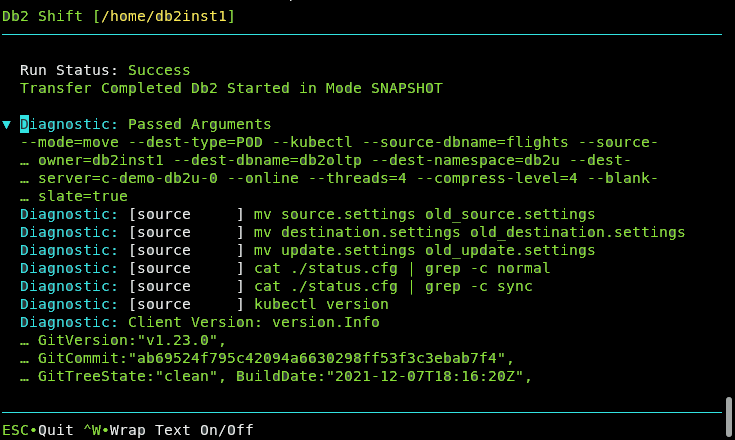 Db2 Shift [/home/db2inst1]
Run Status: Success
Transfer Completed Db2 Started in Mode SNAPSHOT
▼ Diagnostic: Passed Arguments
--mode=move --dest-type=POD --kubectl --source-dbname=flights --source-
… owner=db2inst1 --dest-dbname=db2oltp --dest-namespace=db2u --dest-
… server=c-demo-db2u-0 --online --threads=4 --compress-level=4 --blank-
… slate=true
Diagnostic: [source      ] mv source.settings old_source.settings
Diagnostic: [source      ] mv destination.settings old_destination.settings
Diagnostic: [source      ] mv update.settings old_update.settings
Diagnostic: [source      ] cat ./status.cfg | grep -c normal
Diagnostic: [source      ] cat ./status.cfg | grep -c sync
Diagnostic: [source      ] kubectl version
Diagnostic: Client Version: version.Info
… GitVersion:"v1.23.0",
… GitCommit:"ab69524f795c42094a6630298ff53f3c3ebab7f4",
… GitTreeState:"clean", BuildDate:"2021-12-07T18:16:20Z",
ESC•Quit ^W•Wrap Text On/Off